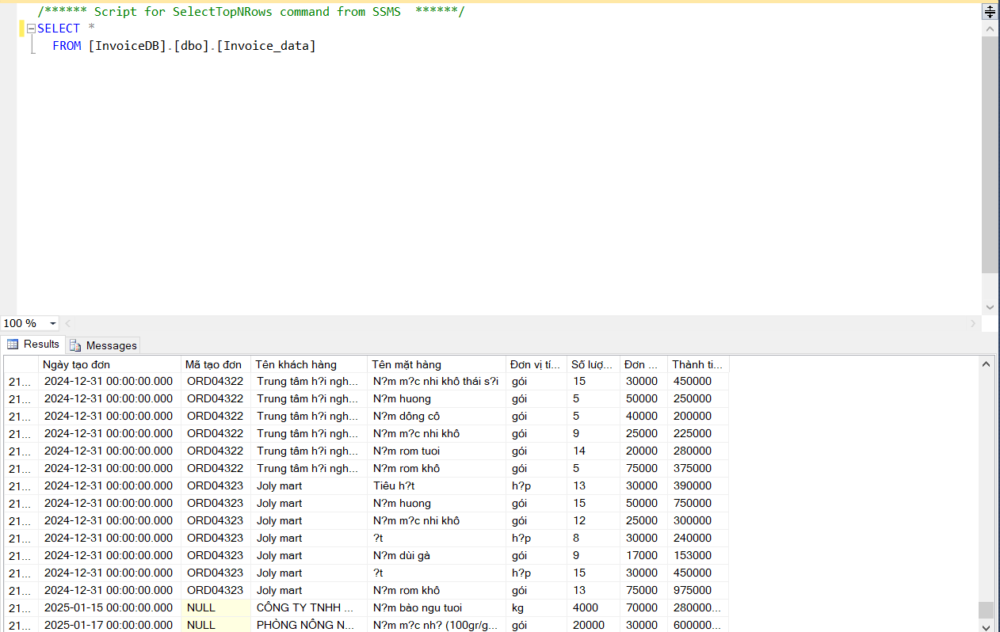 /****** Script for SelectTopNRows command from SSMS  ******/
SELECT *
FROM [InvoiceDB].[dbo].[Invoice_data]
100 %
Results Messages
Ngày tạo đơn Mã tạo đơn Tên khách hàng Tên mặt hàng Đơn vị tí... Số lượ... Đơn ... Thành ti...
21... 2024-12-31 00:00:00.000 ORD04322 Trung tâm h?i ngh... N?m m?c nhi khô thái s?i gói 15 30000 450000
21... 2024-12-31 00:00:00.000 ORD04322 Trung tâm h?i ngh... N?m huong gói 5 50000 250000
21... 2024-12-31 00:00:00.000 ORD04322 Trung tâm h?i ngh... N?m dông cô gói 5 40000 200000
21... 2024-12-31 00:00:00.000 ORD04322 Trung tâm h?i ngh... N?m m?c nhi khô gói 9 25000 225000
21... 2024-12-31 00:00:00.000 ORD04322 Trung tâm h?i ngh... N?m rom tuoi gói 14 20000 280000
21... 2024-12-31 00:00:00.000 ORD04322 Trung tâm h?i ngh... N?m rom khô gói 5 75000 375000
21... 2024-12-31 00:00:00.000 ORD04323 Joly mart Tiêu h?t h?p 13 30000 390000
21... 2024-12-31 00:00:00.000 ORD04323 Joly mart N?m huong gói 15 50000 750000
21... 2024-12-31 00:00:00.000 ORD04323 Joly mart N?m m?c nhi khô gói 12 25000 300000
21... 2024-12-31 00:00:00.000 ORD04323 Joly mart ?t h?p 8 30000 240000
21... 2024-12-31 00:00:00.000 ORD04323 Joly mart N?m dùi gà gói 9 17000 153000
21... 2024-12-31 00:00:00.000 ORD04323 Joly mart ?t h?p 15 30000 450000
21... 2024-12-31 00:00:00.000 ORD04323 Joly mart N?m rom khô gói 13 75000 975000
21... 2025-01-15 00:00:00.000 NULL CÔNG TY TNHH ... N?m bào ngu tuoi kg 4000 70000 280000...
21... 2025-01-17 00:00:00.000 NULL PHÒNG NÔNG N... N?m m?c nh? (100gr/g... gói 20000 30000 600000...